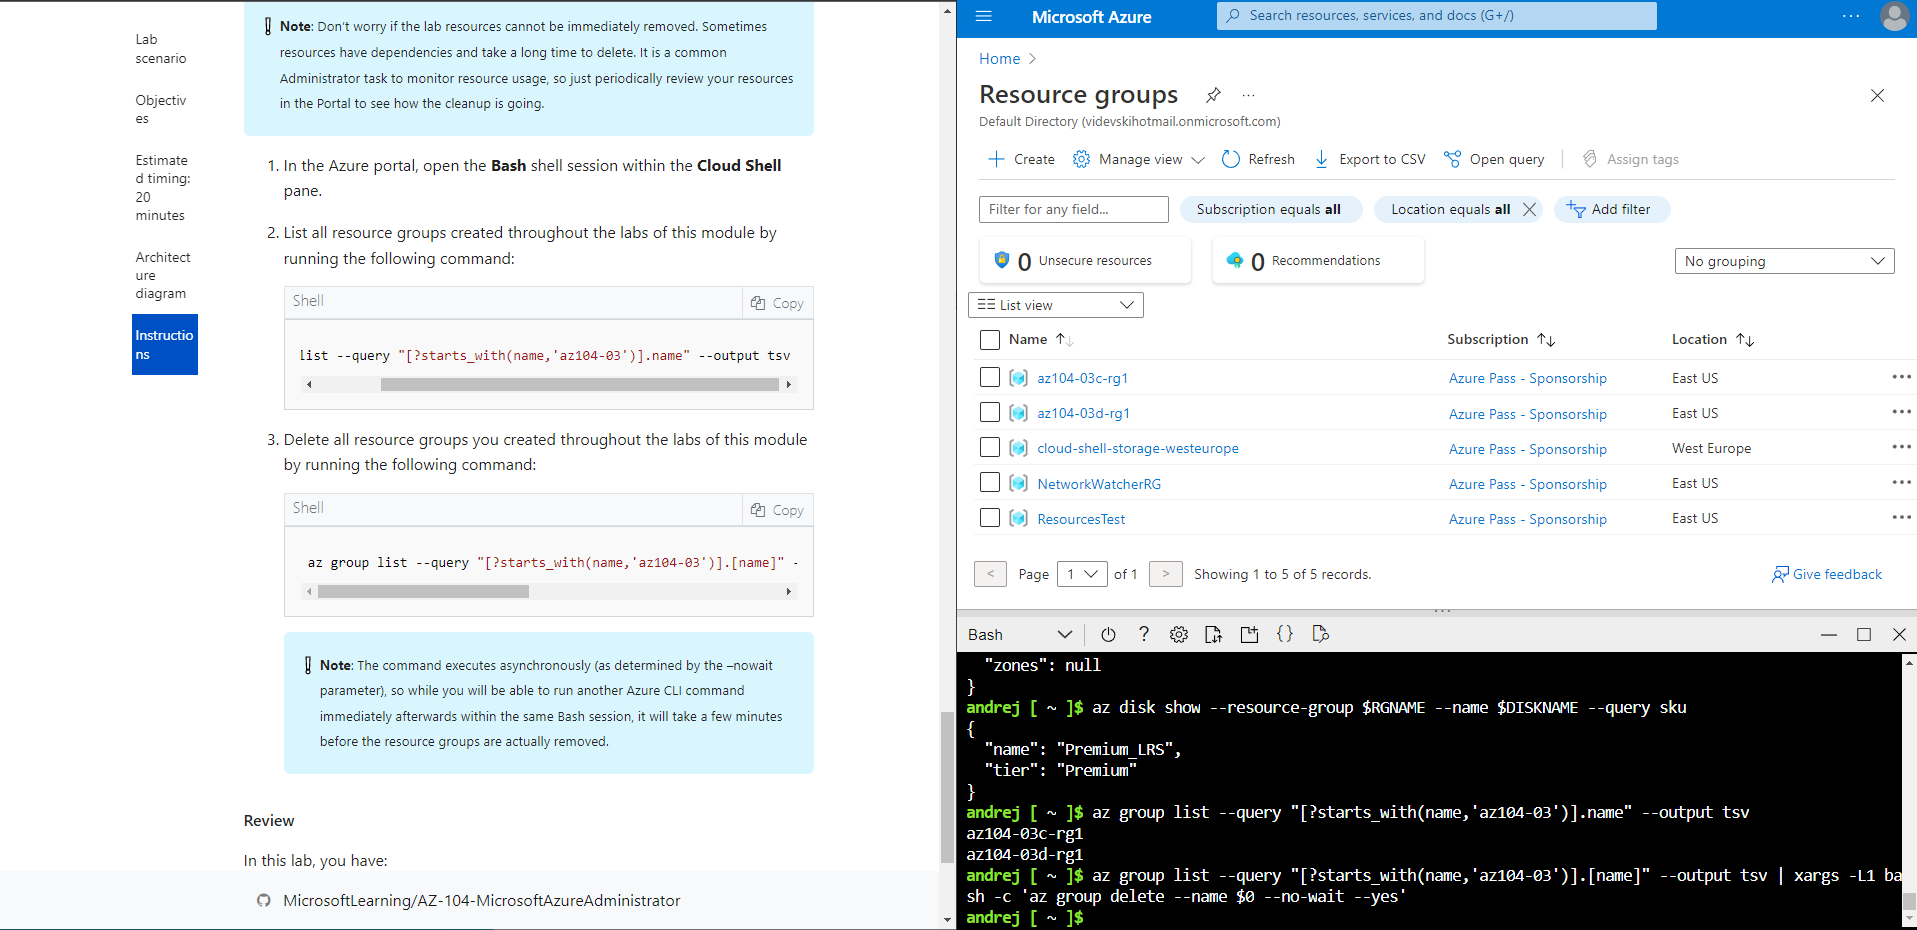 Lab
scenario
Objectiv
es
Estimate
d timing:
20
minutes
Architect
ure
diagram
Instructio
ns
Note: Don't worry if the lab resources cannot be immediately removed. Sometimes
resources have dependencies and take a long time to delete. It is a common
Administrator task to monitor resource usage, so just periodically review your resources
in the Portal to see how the cleanup is going.
1. In the Azure portal, open the Bash shell session within the Cloud Shell
pane.
2. List all resource groups created throughout the labs of this module by
running the following command:
Shell
Copy
list --query "[?starts_with(name,'az104-03')].name" --output tsv
3. Delete all resource groups you created throughout the labs of this module
by running the following command:
Shell
Copy
az group list --query "[?starts_with(name,'az104-03')].[name]" -
Note: The command executes asynchronously (as determined by the –nowait
parameter), so while you will be able to run another Azure CLI command
immediately afterwards within the same Bash session, it will take a few minutes
before the resource groups are actually removed.
Review
In this lab, you have:
MicrosoftLearning/AZ-104-MicrosoftAzureAdministrator
Microsoft Azure
Search resources, services, and docs (G+/)
Home
Resource groups
Default Directory (videvskihotmail.onmicrosoft.com)
Create
Manage view
Refresh
Export to CSV
Open query
Assign tags
Filter for any field...
Subscription equals all
Location equals all
Add filter
0 Unsecure resources
0 Recommendations
No grouping
List view
Name Subscription Location
az104-03c-rg1 Azure Pass - Sponsorship East US
az104-03d-rg1 Azure Pass - Sponsorship East US
cloud-shell-storage-westeurope Azure Pass - Sponsorship West Europe
NetworkWatcherRG Azure Pass - Sponsorship East US
ResourcesTest Azure Pass - Sponsorship East US
< Page 1 of 1 > Showing 1 to 5 of 5 records.
Give feedback
Bash
"zones": null
}
andrej [ ~ ]$ az disk show --resource-group $RGNAME --name $DISKNAME --query sku
{
"name": "Premium_LRS",
"tier": "Premium"
}
andrej [ ~ ]$ az group list --query "[?starts_with(name,'az104-03')].name" --output tsv
az104-03c-rg1
az104-03d-rg1
andrej [ ~ ]$ az group list --query "[?starts_with(name,'az104-03')].[name]" --output tsv | xargs -L1 ba
sh -c 'az group delete --name $0 --no-wait --yes'
andrej [ ~ ]$